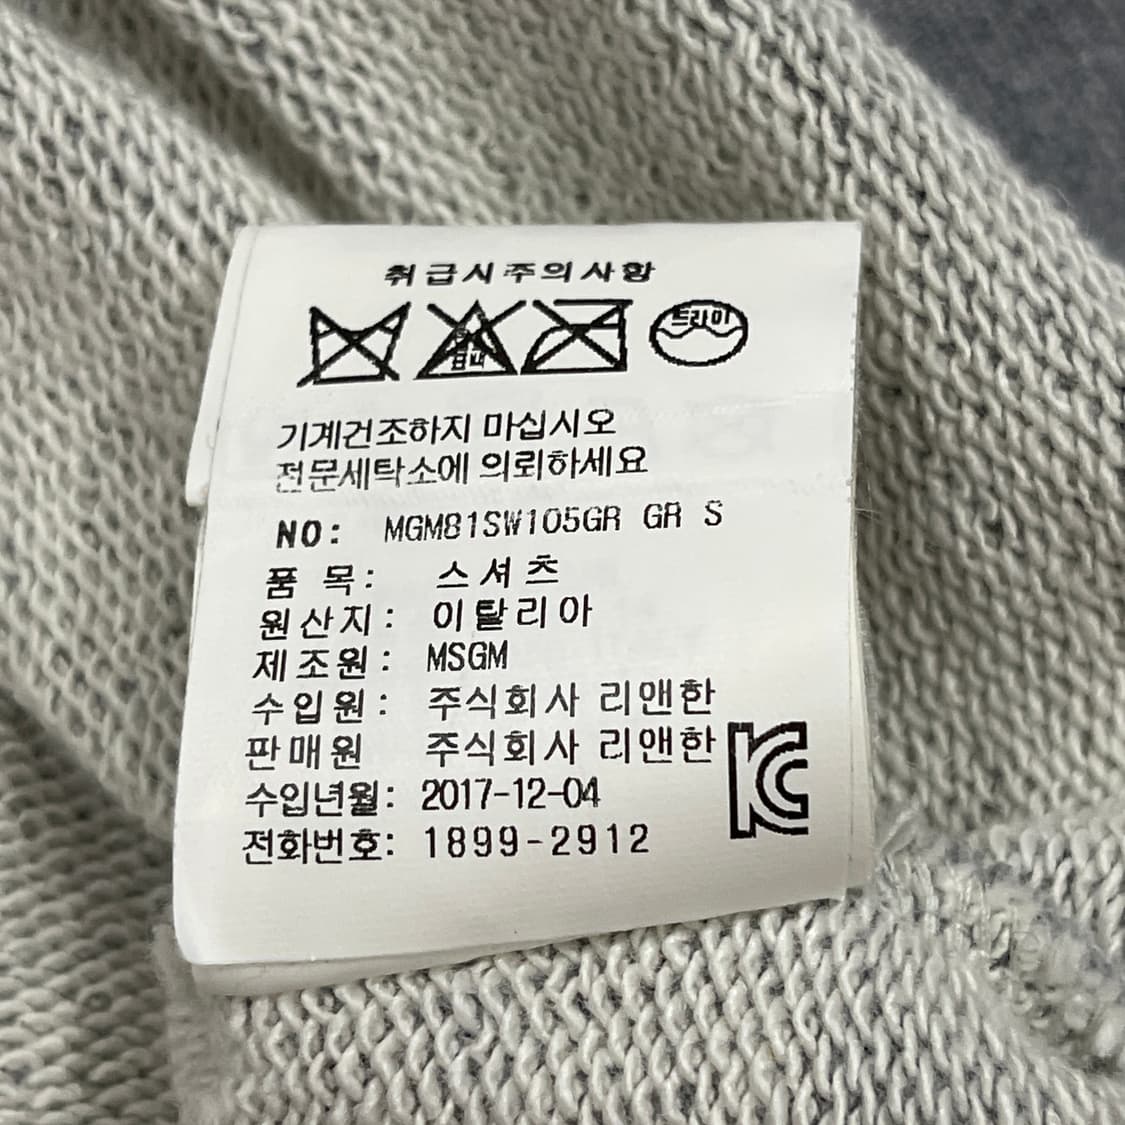 취급시주의사항
드라이
기계건조하지 마십시오
전문세탁소에 의뢰하세요
NO: MGM81SW105GR GR S
품 목: 스셔츠
원산지: 이탈리아
제조원: MSGM
수입원: 주식회사 리앤한
판매원 주식회사 리앤한
수입년월: 2017-12-04
전화번호: 1899-2912